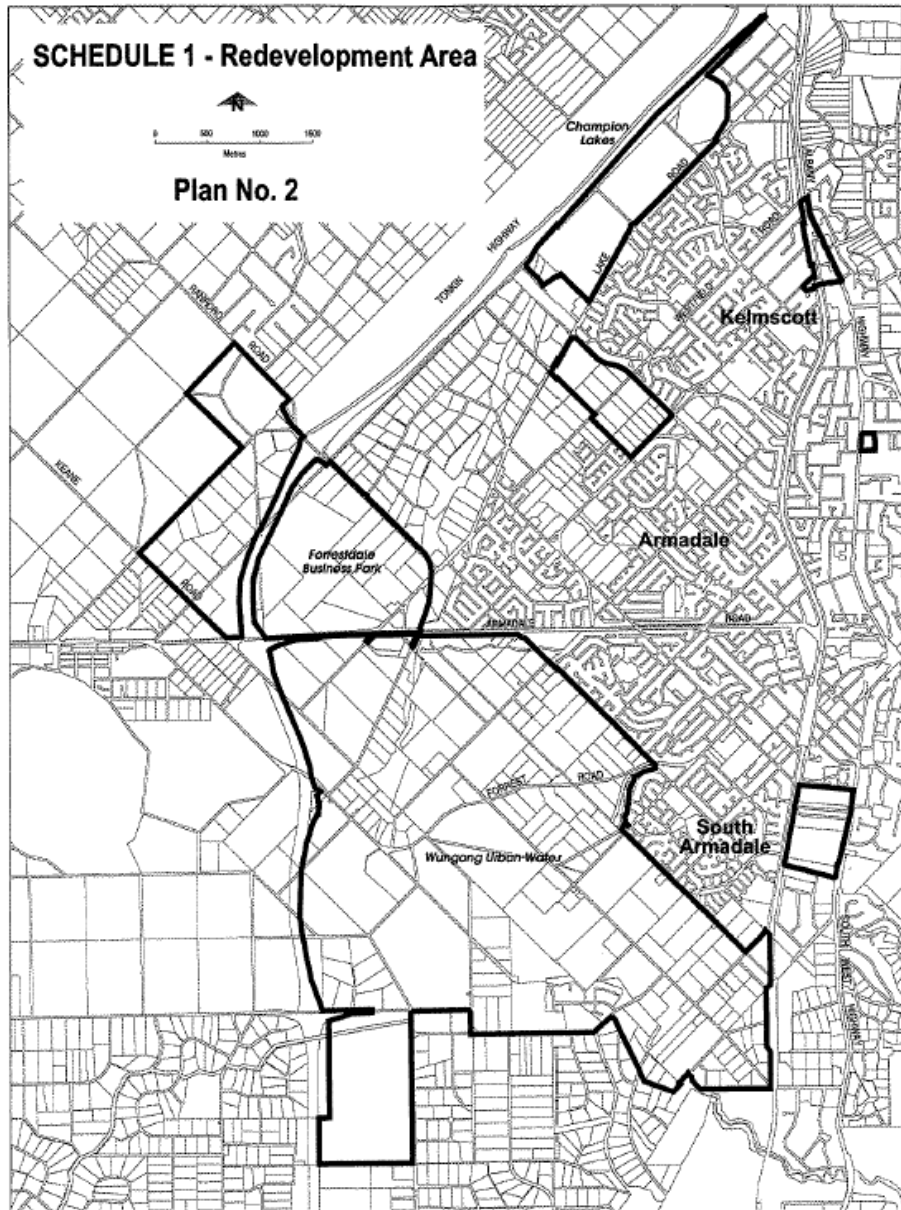 SCHEDULE 1 - Redevelopment Area
N
0 500 1000 1500
Metres
Plan No. 2
Champion
Lakes
ROAD
LAKE
TONKIN HIGHWAY
ALBANY
HIGHWAY
ROAD
Kelmscott
RANFORD
ROAD
KEANE
ROAD
Forrestdale
Business Park
Armadale
ARMADALE ROAD
FORREST ROAD
Wungong Urban Water
South
Armadale
SOUTH
WEST
HIGHWAY